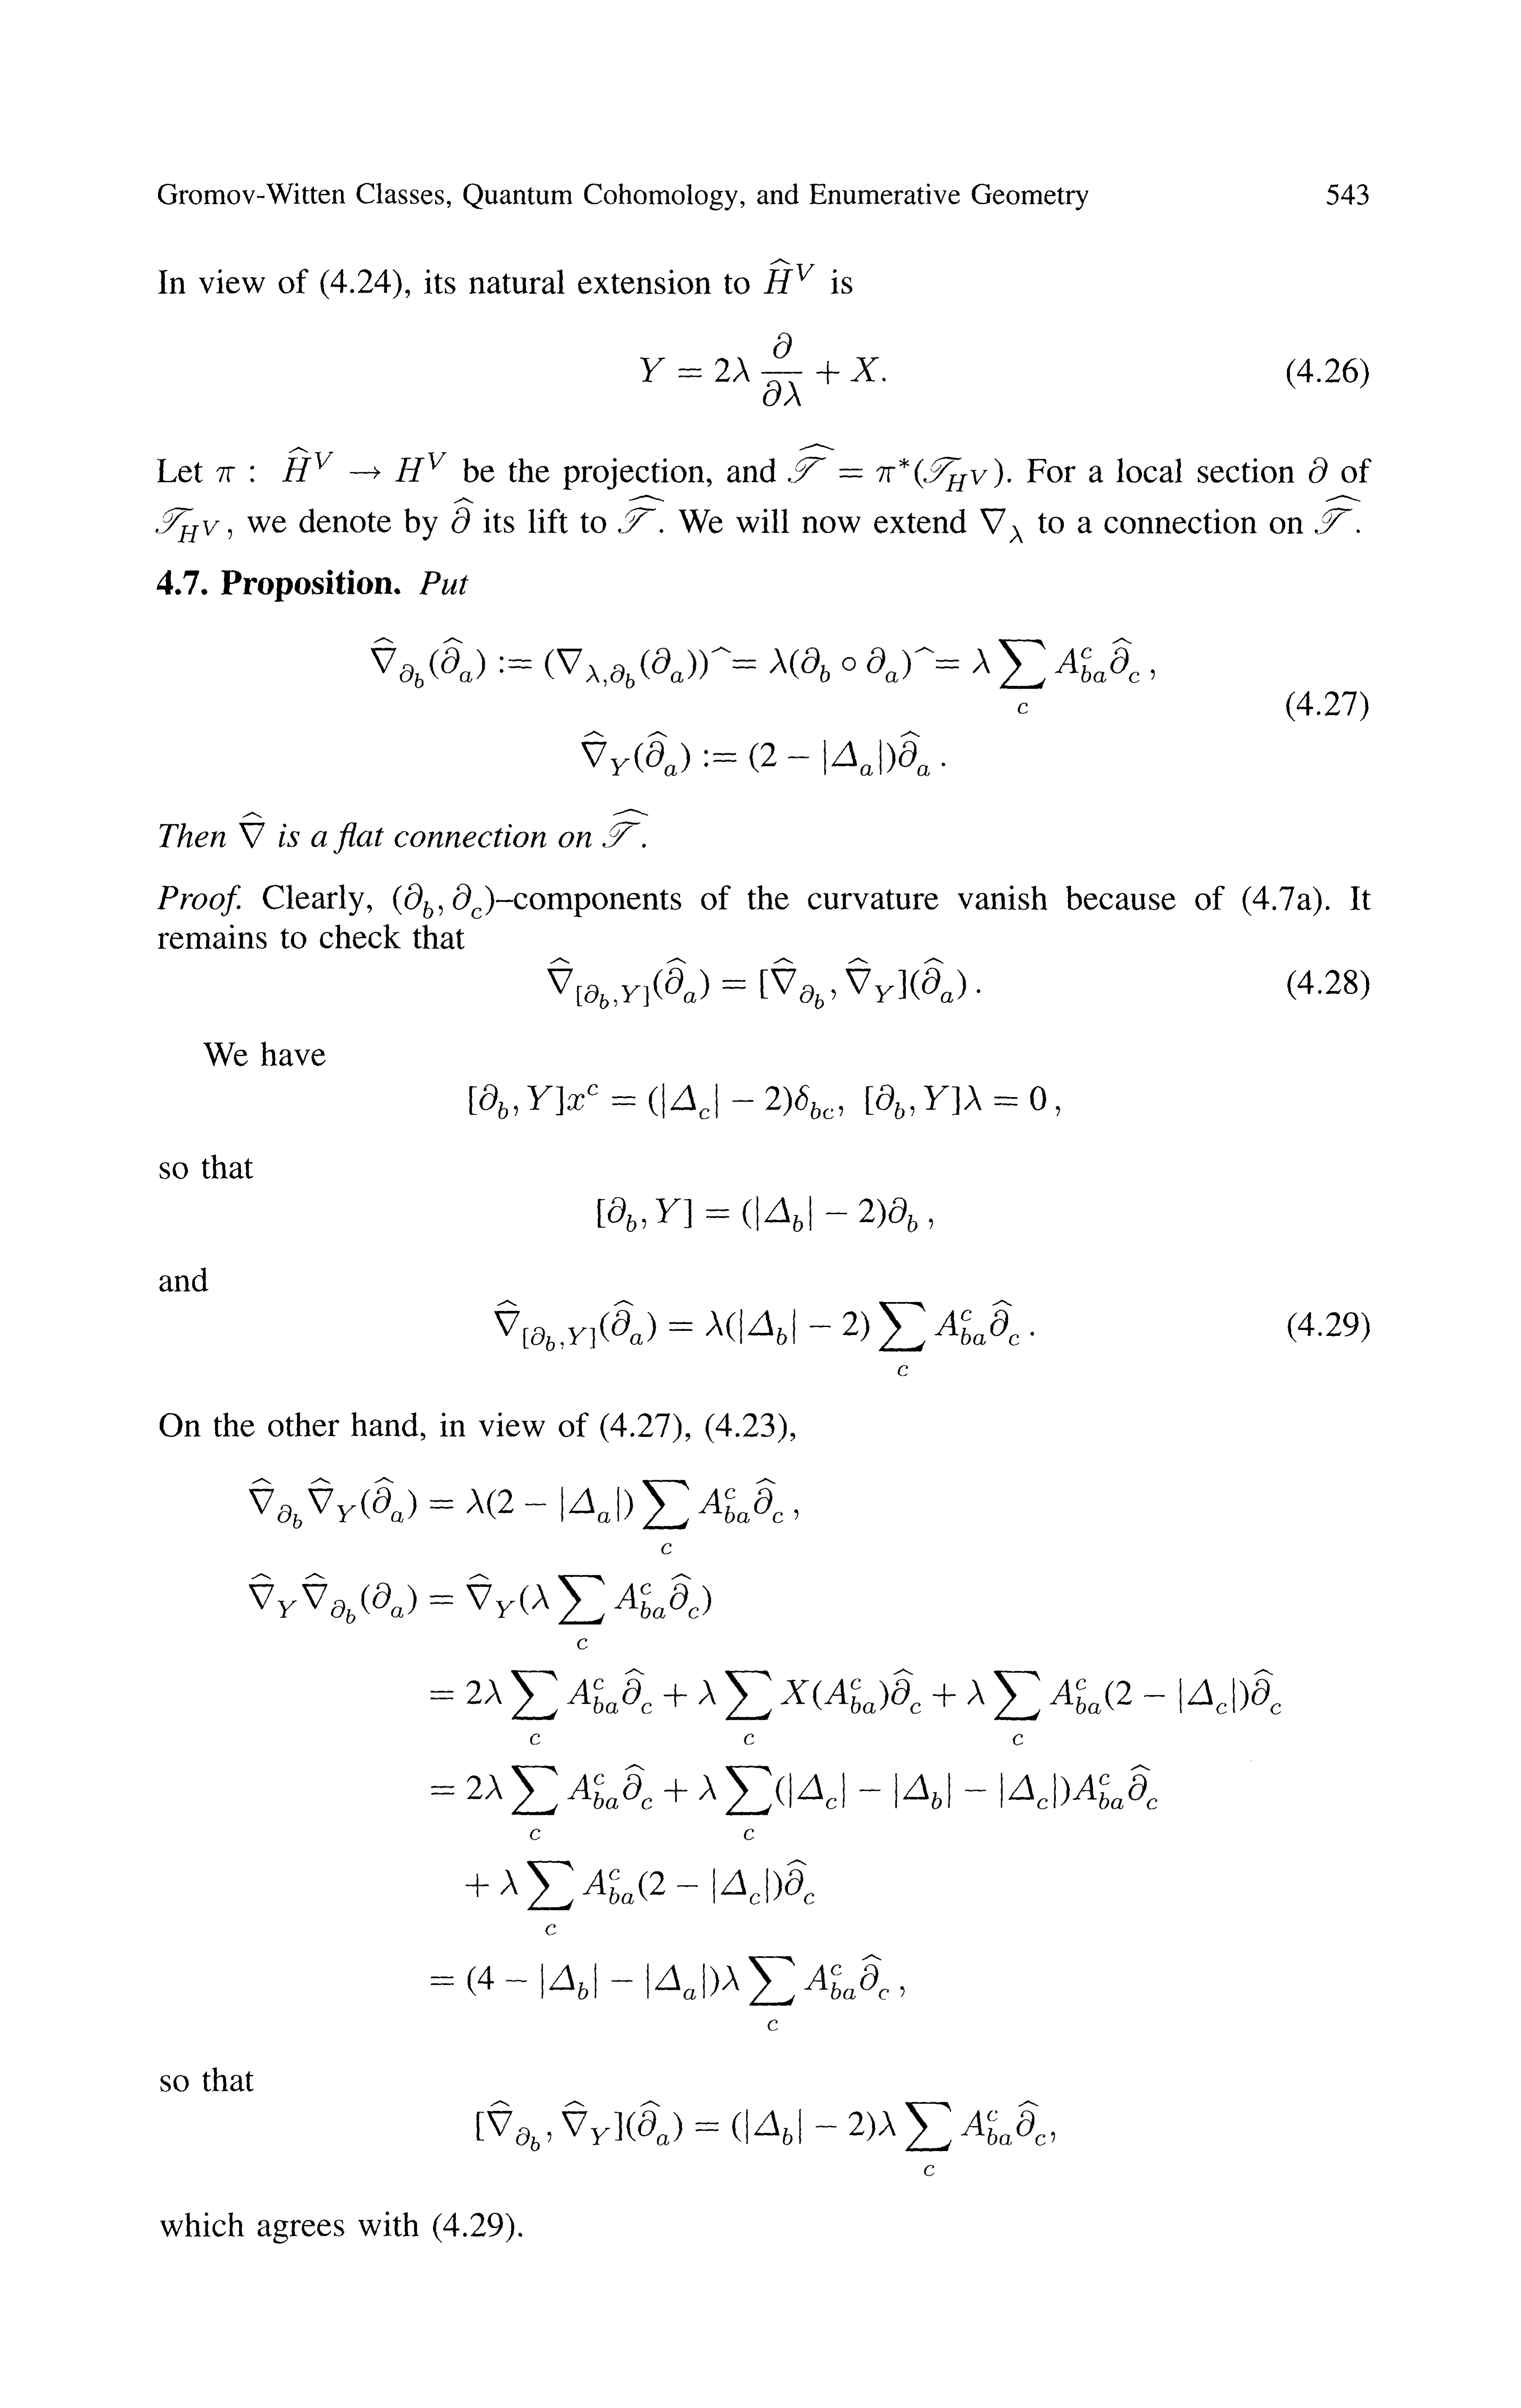 Gromov-Witten Classes, Quantum Cohomology, and Enumerative Geometry 543
In view of (4.24), its natural extension to $\widehat{H}^V$ is
$$Y = 2\lambda \frac{\partial}{\partial\lambda} + X. \quad (4.26)$$
Let $\pi : \widehat{H}^V \to H^V$ be the projection, and $\widehat{\mathscr{T}} = \pi^*(\mathscr{T}_{H^V})$. For a local section $\partial$ of
$\mathscr{T}_{H^V}$, we denote by $\widehat{\partial}$ its lift to $\widehat{\mathscr{T}}$. We will now extend $\nabla_\lambda$ to a connection on $\widehat{\mathscr{T}}$.
4.7. Proposition. Put
$$\widehat{\nabla}_{\partial_b}(\widehat{\partial}_a) := (\nabla_{\lambda,\partial_b}(\partial_a))^{\frown} = \lambda(\partial_b \circ \partial_a)^{\frown} = \lambda \sum_c A^c_{ba}\widehat{\partial}_c,$$
$$(4.27)$$
$$\widehat{\nabla}_Y(\widehat{\partial}_a) := (2 - |\Delta_a|)\widehat{\partial}_a.$$
Then $\widehat{\nabla}$ is a flat connection on $\widehat{\mathscr{T}}$.
Proof. Clearly, $(\partial_b, \partial_c)$–components of the curvature vanish because of (4.7a). It
remains to check that
$$\widehat{\nabla}_{[\partial_b,Y]}(\widehat{\partial}_a) = [\widehat{\nabla}_{\partial_b}, \widehat{\nabla}_Y](\widehat{\partial}_a). \quad (4.28)$$
We have
$$[\partial_b, Y]x^c = (|\Delta_c| - 2)\delta_{bc}, \ [\partial_b, Y]\lambda = 0,$$
so that
$$[\partial_b, Y] = (|\Delta_b| - 2)\partial_b,$$
and
$$\widehat{\nabla}_{[\partial_b,Y]}(\widehat{\partial}_a) = \lambda(|\Delta_b| - 2) \sum_c A^c_{ba}\widehat{\partial}_c. \quad (4.29)$$
On the other hand, in view of (4.27), (4.23),
$$\widehat{\nabla}_{\partial_b}\widehat{\nabla}_Y(\widehat{\partial}_a) = \lambda(2 - |\Delta_a|) \sum_c A^c_{ba}\widehat{\partial}_c,$$
$$\widehat{\nabla}_Y\widehat{\nabla}_{\partial_b}(\partial_a) = \widehat{\nabla}_Y(\lambda \sum_c A^c_{ba}\widehat{\partial}_c)$$
$$= 2\lambda \sum_c A^c_{ba}\widehat{\partial}_c + \lambda \sum_c X(A^c_{ba})\widehat{\partial}_c + \lambda \sum_c A^c_{ba}(2 - |\Delta_c|)\widehat{\partial}_c$$
$$= 2\lambda \sum_c A^c_{ba}\widehat{\partial}_c + \lambda \sum_c (|\Delta_c| - |\Delta_b| - |\Delta_c|)A^c_{ba}\widehat{\partial}_c$$
$$+ \lambda \sum_c A^c_{ba}(2 - |\Delta_c|)\widehat{\partial}_c$$
$$= (4 - |\Delta_b| - |\Delta_a|)\lambda \sum_c A^c_{ba}\widehat{\partial}_c,$$
so that
$$[\widehat{\nabla}_{\partial_b}, \widehat{\nabla}_Y](\widehat{\partial}_a) = (|\Delta_b| - 2)\lambda \sum_c A^c_{ba}\widehat{\partial}_c,$$
which agrees with (4.29).